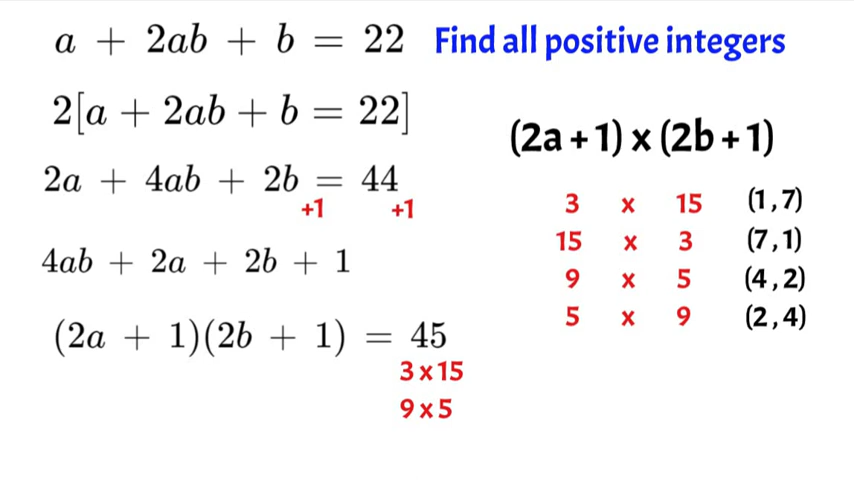 a + 2ab + b = 22 Find all positive integers
2[a + 2ab + b = 22]
(2a + 1) x (2b + 1)
2a + 4ab + 2b = 44
+1 +1
3 x 15 (1,7)
15 x 3 (7,1)
4ab + 2a + 2b + 1
9 x 5 (4,2)
5 x 9 (2,4)
(2a + 1)(2b + 1) = 45
3 x 15
9 x 5